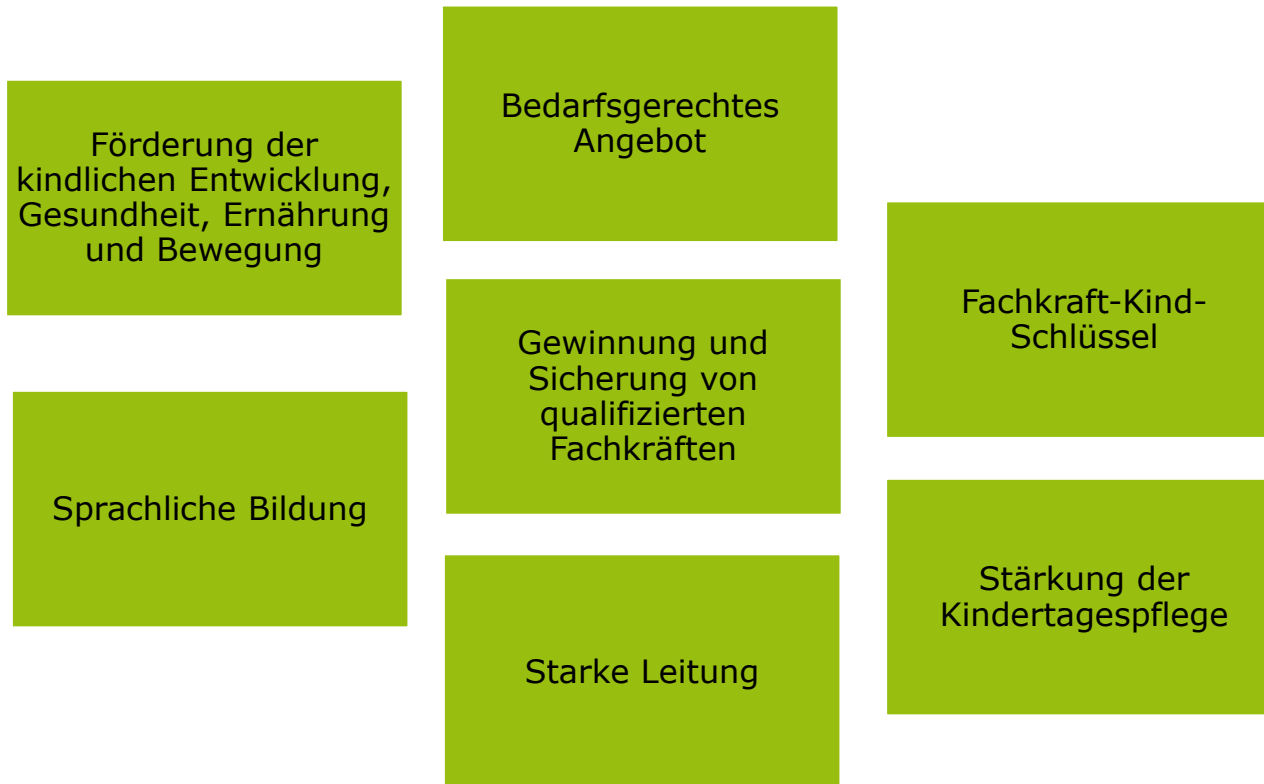 Förderung der
kindlichen Entwicklung,
Gesundheit, Ernährung
und Bewegung
Sprachliche Bildung
Bedarfsgerechtes
Angebot
Gewinnung und
Sicherung von
qualifizierten
Fachkräften
Starke Leitung
Fachkraft-Kind-
Schlüssel
Stärkung der
Kindertagespflege